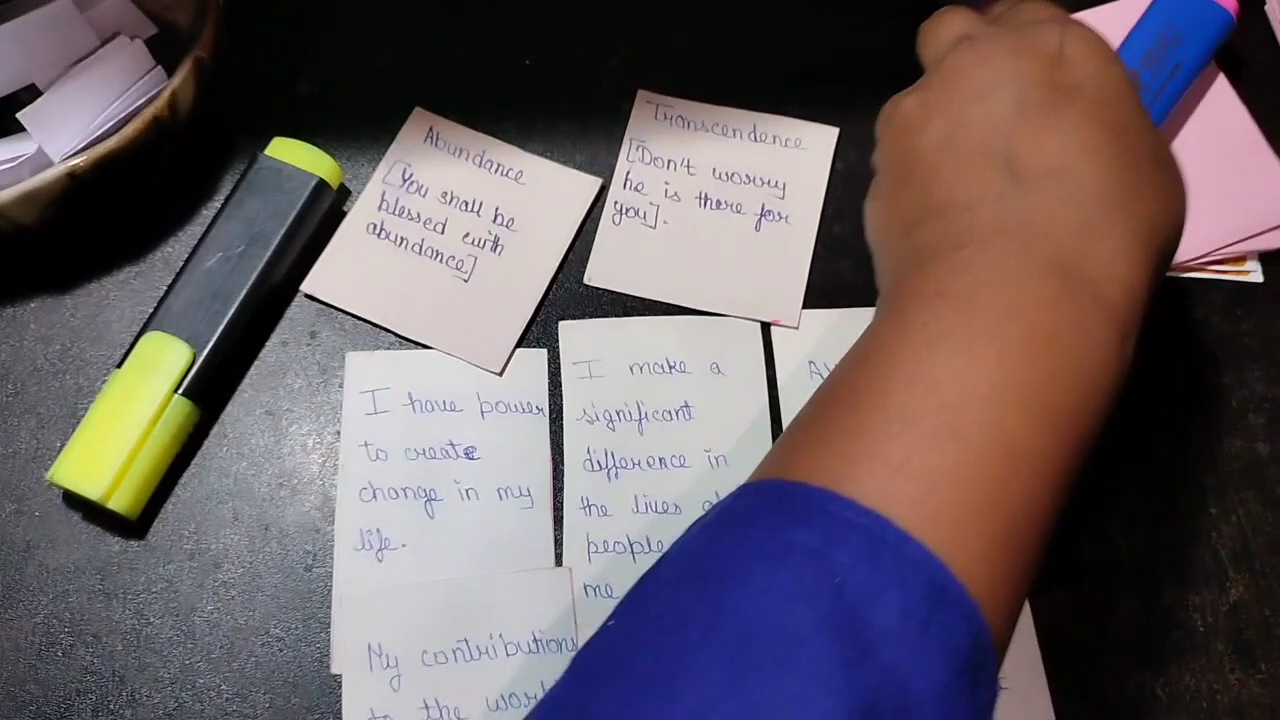 Abundance
[You shall be
blessed with
abundance]
Transcendence
[Don't worry
he is there for
you].
I have power
to create
change in my
life.
I make a
significant
difference in
the lives
people
me
My contributions
to the